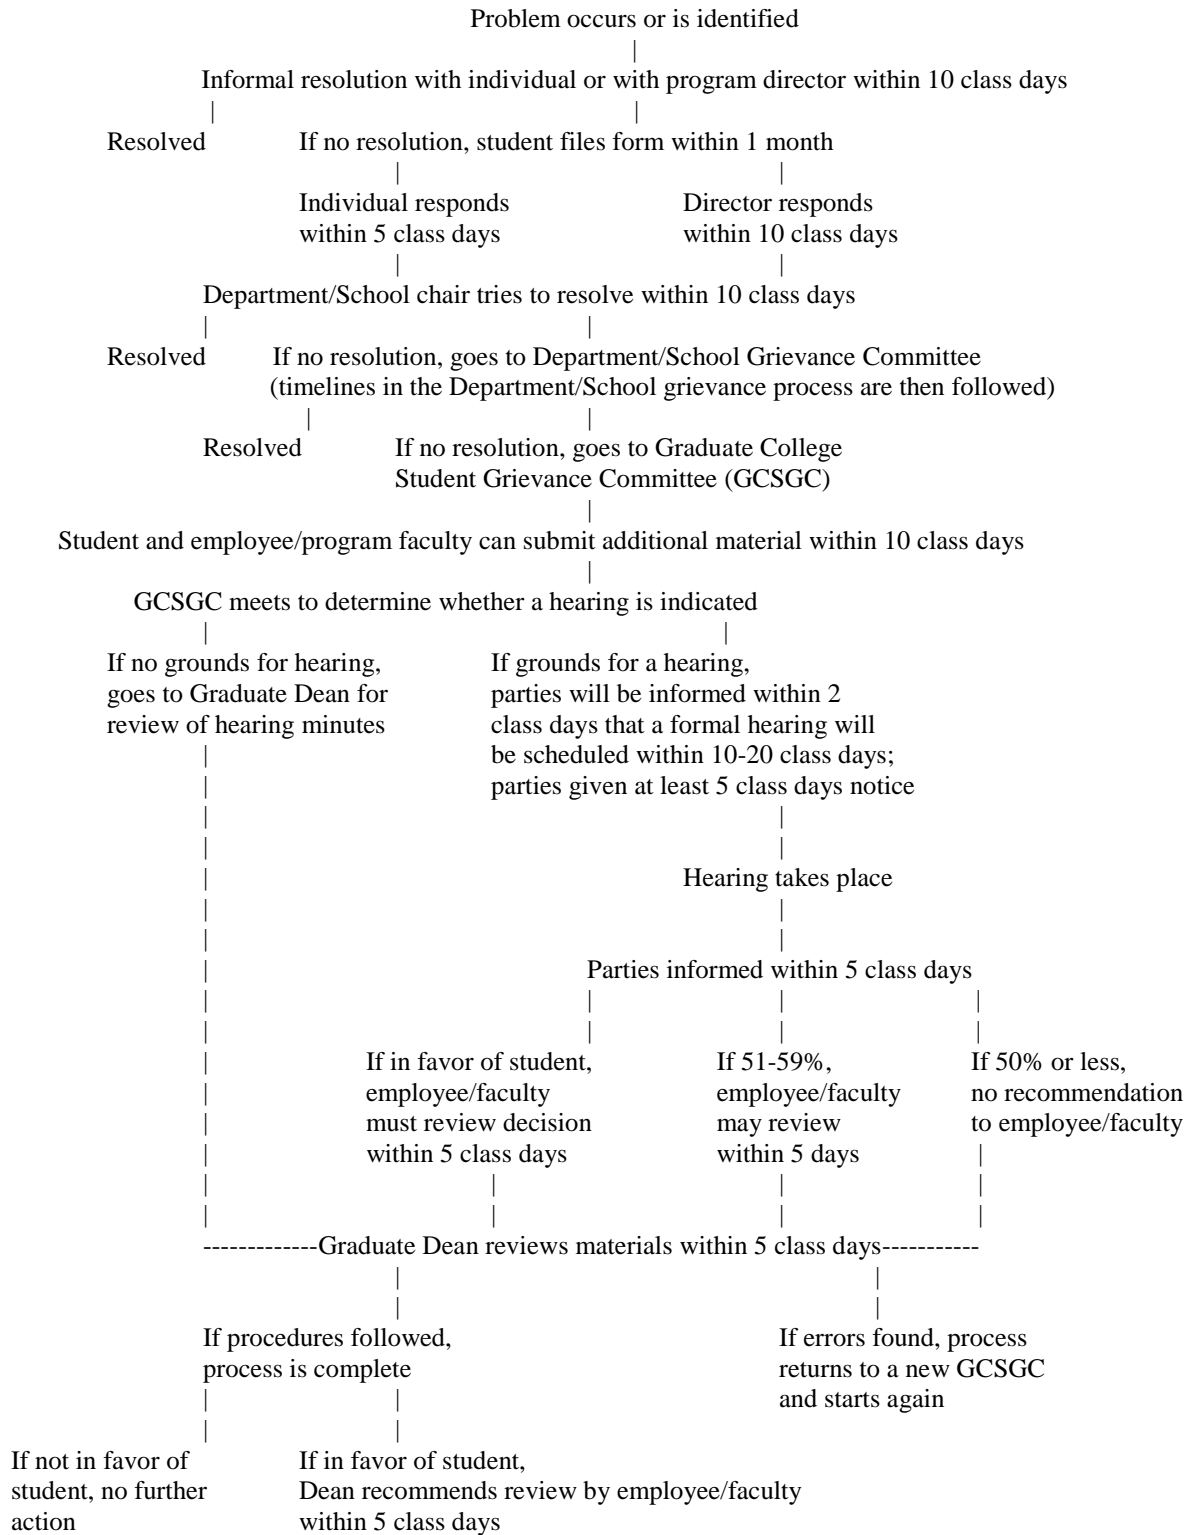 Problem occurs or is identified
Informal resolution with individual or with program director within 10 class days
Resolved
If no resolution, student files form within 1 month
Individual responds
within 5 class days
Director responds
within 10 class days
Department/School chair tries to resolve within 10 class days
Resolved
If no resolution, goes to Department/School Grievance Committee
(timelines in the Department/School grievance process are then followed)
Resolved
If no resolution, goes to Graduate College
Student Grievance Committee (GCSGC)
Student and employee/program faculty can submit additional material within 10 class days
GCSGC meets to determine whether a hearing is indicated
If no grounds for hearing,
goes to Graduate Dean for
review of hearing minutes
If grounds for a hearing,
parties will be informed within 2
class days that a formal hearing will
be scheduled within 10-20 class days;
parties given at least 5 class days notice
Hearing takes place
Parties informed within 5 class days
If in favor of student,
employee/faculty
must review decision
within 5 class days
If 51-59%,
employee/faculty
may review
within 5 days
If 50% or less,
no recommendation
to employee/faculty
Graduate Dean reviews materials within 5 class days
If procedures followed,
process is complete
If errors found, process
returns to a new GCSGC
and starts again
If not in favor of
student, no further
action
If in favor of student,
Dean recommends review by employee/faculty
within 5 class days